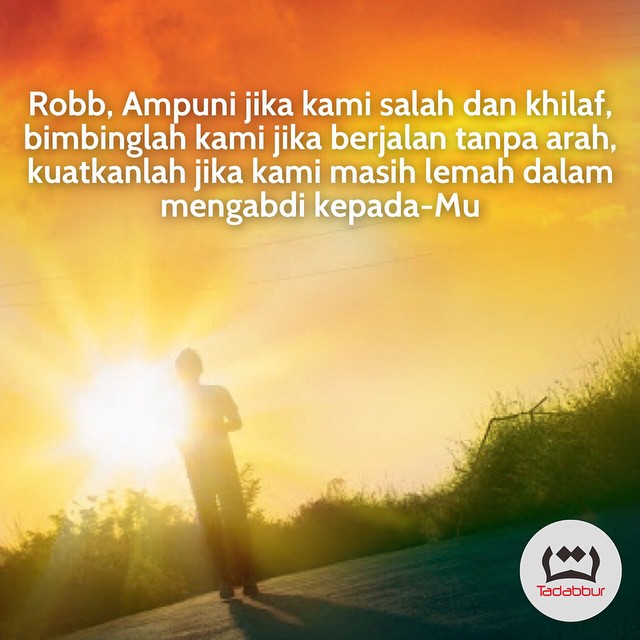 Robb, Ampuni jika kami salah dan khilaf,
bimbinglah kami jika berjalan tanpa arah,
kuatkanlah jika kami masih lemah dalam
mengabdi kepada-Mu
Tadabbur